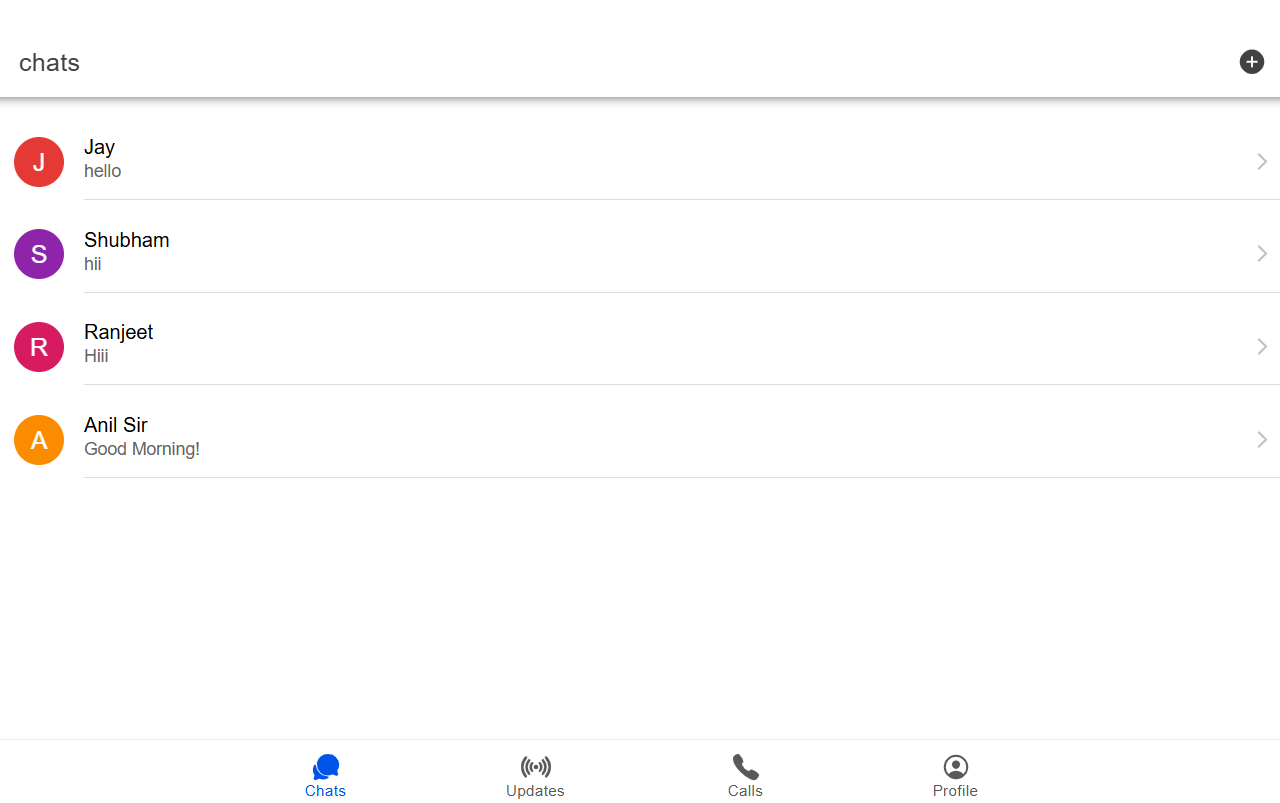 chats
J
Jay
hello
S
Shubham
hii
R
Ranjeet
Hiii
A
Anil Sir
Good Morning!
Chats
Updates
Calls
Profile